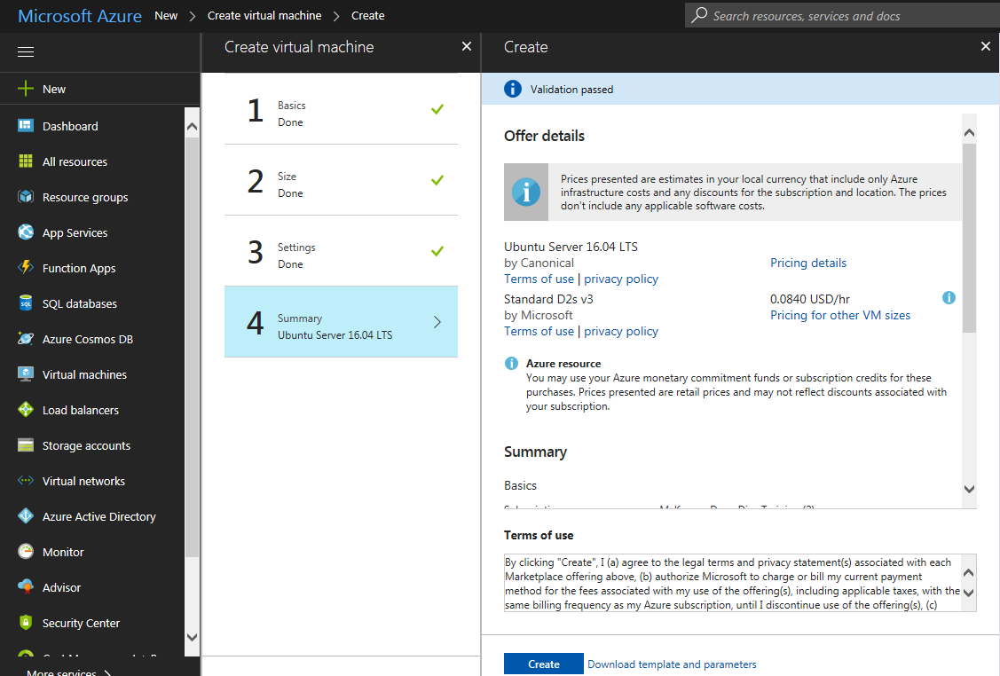 Microsoft Azure New > Create virtual machine > Create
Search resources, services and docs
New
Dashboard
All resources
Resource groups
App Services
Function Apps
SQL databases
Azure Cosmos DB
Virtual machines
Load balancers
Storage accounts
Virtual networks
Azure Active Directory
Monitor
Advisor
Security Center
More services >
Create virtual machine
1 Basics
Done
2 Size
Done
3 Settings
Done
4 Summary
Ubuntu Server 16.04 LTS
Create
Validation passed
Offer details
Prices presented are estimates in your local currency that include only Azure
infrastructure costs and any discounts for the subscription and location. The prices
don't include any applicable software costs.
Ubuntu Server 16.04 LTS
by Canonical
Pricing details
Terms of use | privacy policy
Standard D2s v3
0.0840 USD/hr
by Microsoft
Pricing for other VM sizes
Terms of use | privacy policy
Azure resource
You may use your Azure monetary commitment funds or subscription credits for these
purchases. Prices presented are retail prices and may not reflect discounts associated with
your subscription.
Summary
Basics
Terms of use
By clicking "Create", I (a) agree to the legal terms and privacy statement(s) associated with each
Marketplace offering above, (b) authorize Microsoft to charge or bill my current payment
method for the fees associated with my use of the offering(s), including applicable taxes, with the
same billing frequency as my Azure subscription, until I discontinue use of the offering(s), (c)
Create
Download template and parameters